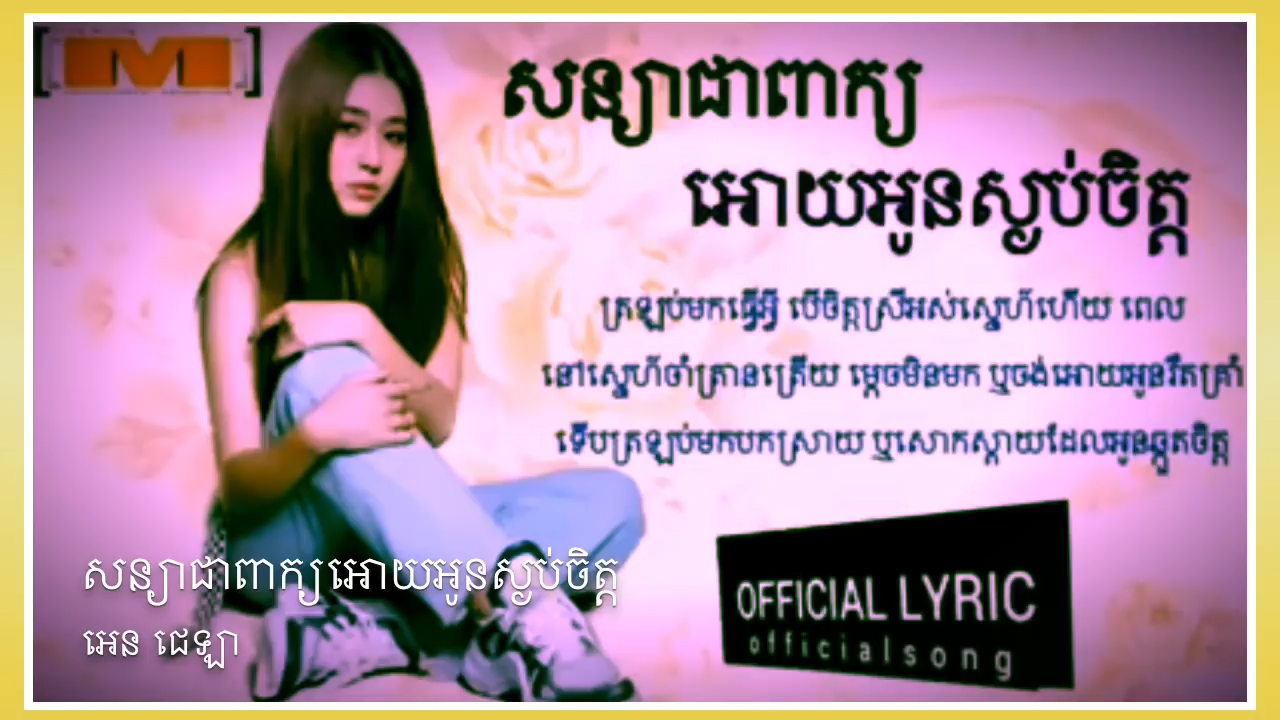 [M]
សន្យាជាពាក្យ
អោយអូនស្លប់ចិត្ត
ត្រឡប់មកធ្វើអ្វី បើចិត្តស្រីអស់ស្នេហ៍ហើយ ពេល
នៅស្នេហ៍ចាំត្រានត្រើយ ម្ដេចមិនមក ឬចង់អោយអូនរឹតគ្រាំ
ទើបត្រឡប់មកបកស្រាយ ឬសោកស្ដាយដែលអូនឆ្កួតចិត្ត
OFFICIAL LYRIC
officialsong
សន្យាជាពាក្យអោយអូនស្លប់ចិត្ត
អេន ជេឡា